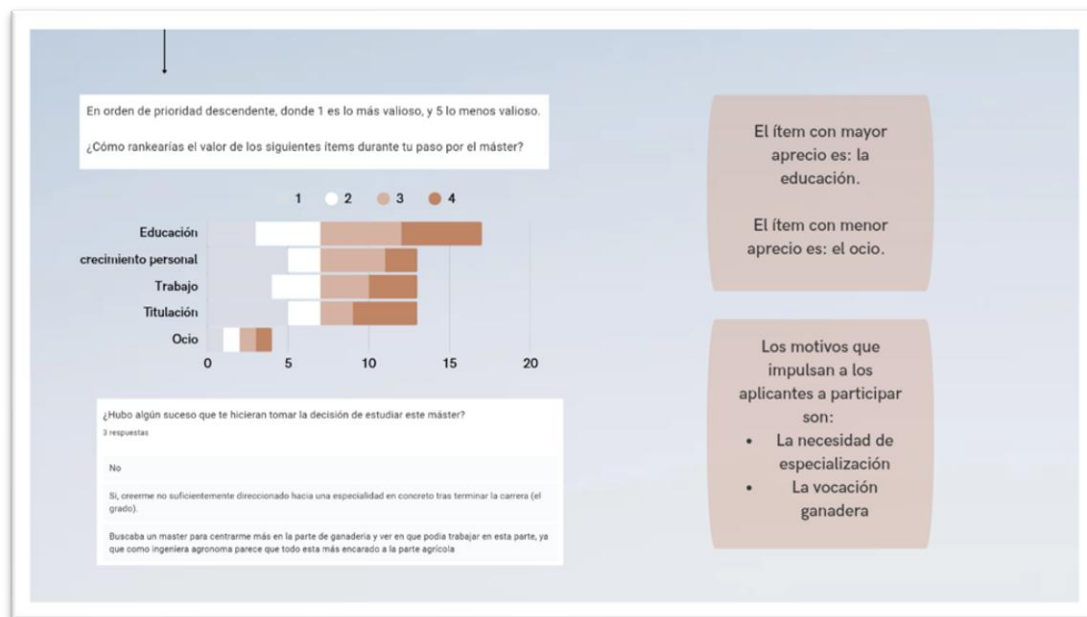 En orden de prioridad descendente, donde 1 es lo más valioso, y 5 lo menos valioso.
¿Cómo rankearías el valor de los siguientes ítems durante tu paso por el máster?
1 2 3 4
Educación
crecimiento personal
Trabajo
Titulación
Ocio
0 5 10 15 20
¿Hubo algún suceso que te hicieran tomar la decisión de estudiar este máster?
3 respuestas
No
Si, creerme no suficientemente direccionado hacia una especialidad en concreto tras terminar la carrera (el
grado).
Buscaba un master para centrarme más en la parte de ganaderia y ver en que podia trabajar en esta parte, ya
que como ingeniera agronoma parece que todo esta más encarado a la parte agrícola
El ítem con mayor
aprecio es: la
educación.
El ítem con menor
aprecio es: el ocio.
Los motivos que
impulsan a los
aplicantes a participar
son:
• La necesidad de
especialización
• La vocación
ganadera